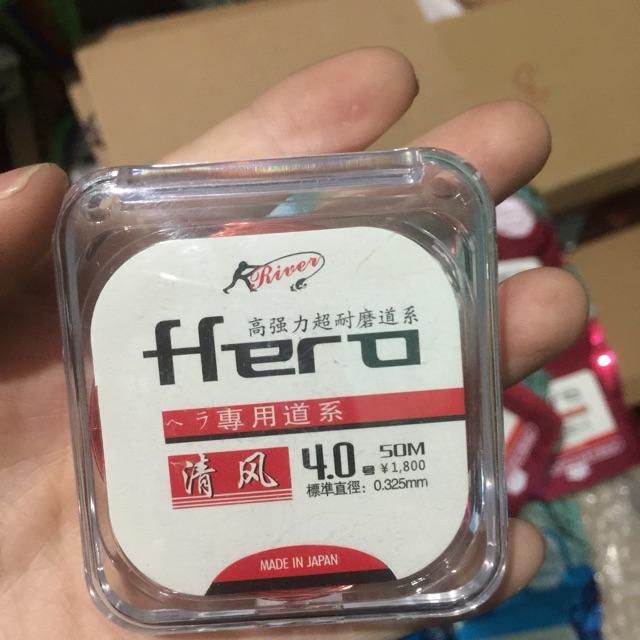 River
高强力超耐磨道系
Hero
ヘラ專用道系
清风
4.0号 50M
¥1,800
標準直徑：0.325mm
MADE IN JAPAN